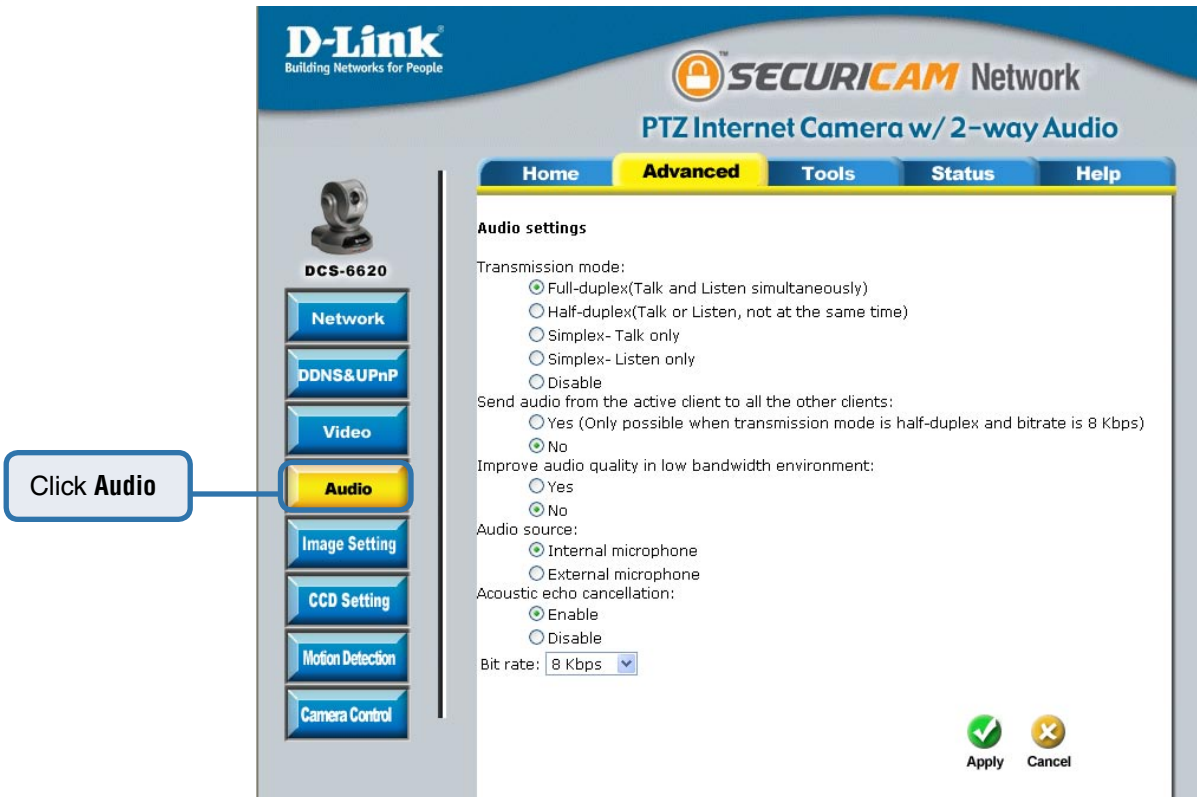 D-Link
Building Networks for People
SECURICAM Network
™
PTZ Internet Camera w/ 2-way Audio
Home
Advanced
Tools
Status
Help
DCS-6620
Network
DDNS&UPnP
Video
Audio
Image Setting
CCD Setting
Motion Detection
Camera Control
Click Audio
Audio settings
Transmission mode:
Full-duplex(Talk and Listen simultaneously)
Half-duplex(Talk or Listen, not at the same time)
Simplex- Talk only
Simplex- Listen only
Disable
Send audio from the active client to all the other clients:
Yes (Only possible when transmission mode is half-duplex and bitrate is 8 Kbps)
No
Improve audio quality in low bandwidth environment:
Yes
No
Audio source:
Internal microphone
External microphone
Acoustic echo cancellation:
Enable
Disable
Bit rate: 8 Kbps
Apply
Cancel